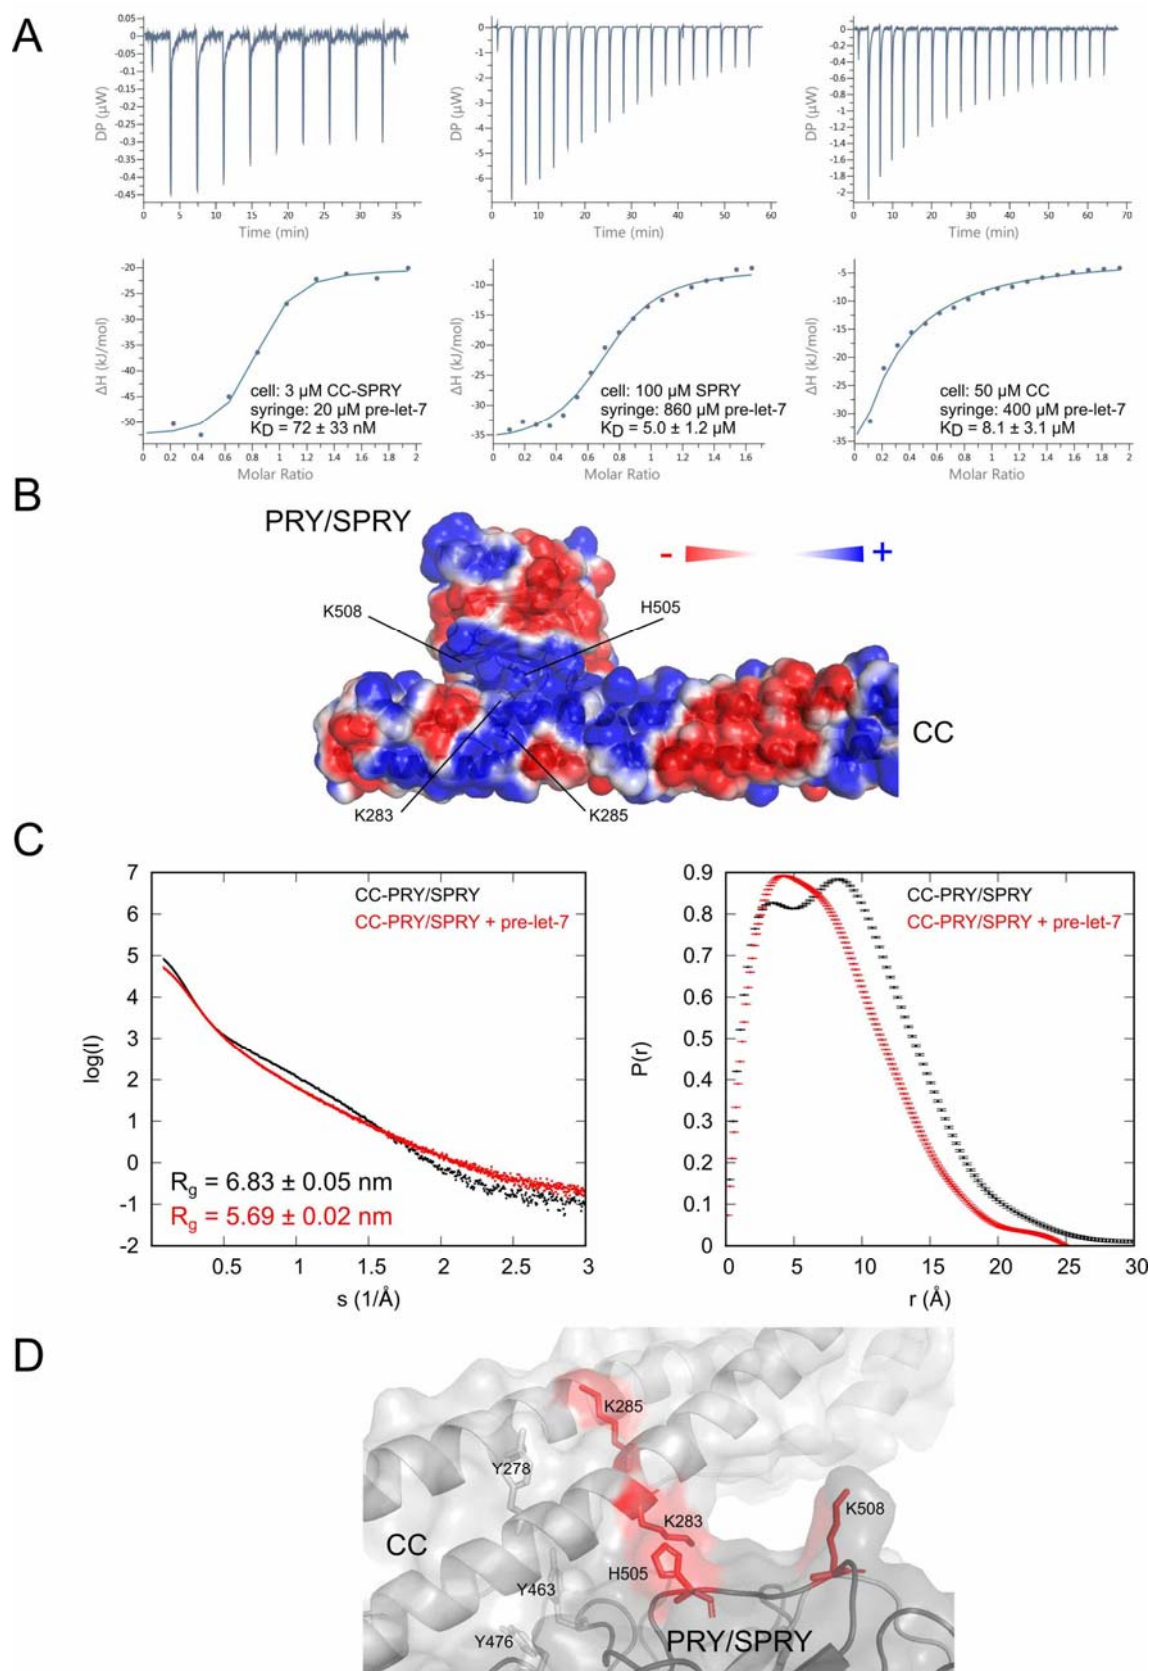 A
DP (µW)
0.05
0
-0.05
-0.1
-0.15
-0.2
-0.25
-0.3
-0.35
-0.4
-0.45
0 5 10 15 20 25 30 35
Time (min)
DP (µW)
0
-1
-2
-3
-4
-5
-6
0 10 20 30 40 50 60
Time (min)
DP (µW)
0
-0.2
-0.4
-0.6
-0.8
-1
-1.2
-1.4
-1.6
-1.8
-2
0 10 20 30 40 50 60 70
Time (min)
ΔH (kJ/mol)
-20
-25
-30
-35
-40
-45
-50
cell: 3 µM CC-SPRY
syringe: 20 µM pre-let-7
KD = 72 ± 33 nM
0 0.2 0.4 0.6 0.8 1 1.2 1.4 1.6 1.8 2
Molar Ratio
ΔH (kJ/mol)
-10
-15
-20
-25
-30
-35
cell: 100 µM SPRY
syringe: 860 µM pre-let-7
KD = 5.0 ± 1.2 µM
0 0.2 0.4 0.6 0.8 1 1.2 1.4 1.6
Molar Ratio
ΔH (kJ/mol)
-5
-10
-15
-20
-25
-30
-35
cell: 50 µM CC
syringe: 400 µM pre-let-7
KD = 8.1 ± 3.1 µM
0 0.2 0.4 0.6 0.8 1 1.2 1.4 1.6 1.8 2
Molar Ratio
B
PRY/SPRY
- +
K508
H505
CC
K283
K285
C
7
6
5
4
3
2
1
0
-1
-2
log(I)
CC-PRY/SPRY
CC-PRY/SPRY + pre-let-7
Rg = 6.83 ± 0.05 nm
Rg = 5.69 ± 0.02 nm
0.5 1 1.5 2 2.5 3
s (1/Å)
0.9
0.8
0.7
0.6
0.5
0.4
0.3
0.2
0.1
0
P(r)
CC-PRY/SPRY
CC-PRY/SPRY + pre-let-7
0 5 10 15 20 25 30
r (Å)
D
K285
Y278
K508
K283
CC
H505
Y463
Y476
PRY/SPRY